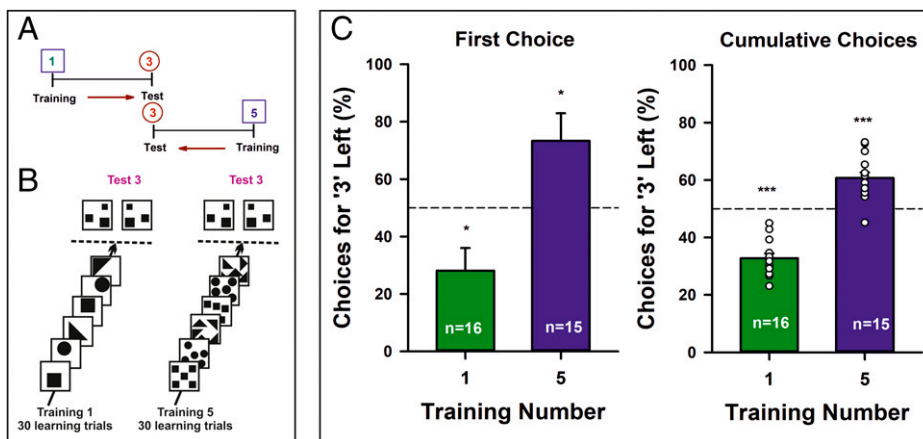 A
1
3
Training
Test
3
5
Test
Training
B
Test 3
Test 3
Training 1
30 learning trials
Training 5
30 learning trials
C
First Choice
Choices for '3' Left (%)
100
80
60
40
20
0
*
*
n=16
n=15
1
5
Training Number
Cumulative Choices
Choices for '3' Left (%)
100
80
60
40
20
0
***
***
n=16
n=15
1
5
Training Number